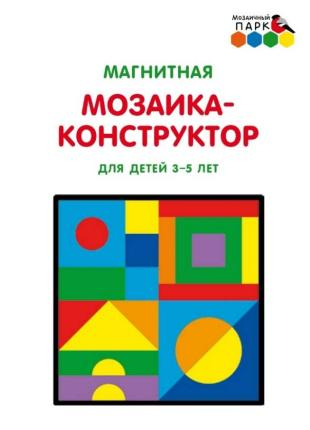 МОЗАИЧНЫЙ
ПАРК
МАГНИТНАЯ
МОЗАИКА-
КОНСТРУКТОР
ДЛЯ ДЕТЕЙ 3–5 ЛЕТ